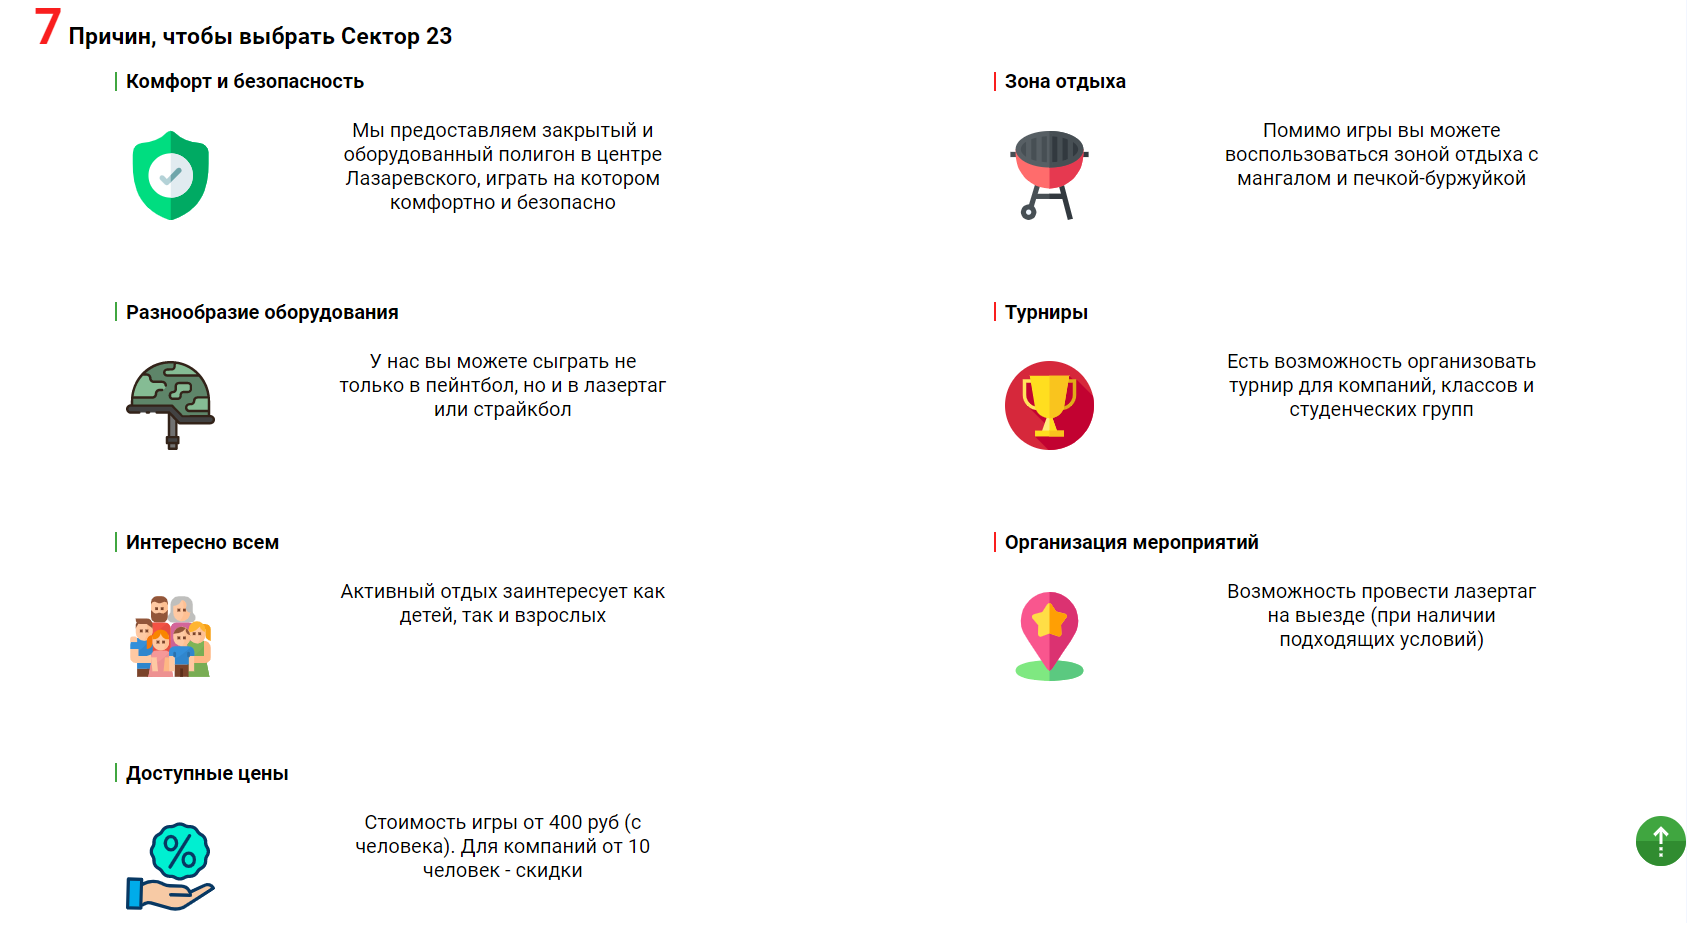 7 Причин, чтобы выбрать Сектор 23
Комфорт и безопасность
Мы предоставляем закрытый и
оборудованный полигон в центре
Лазаревского, играть на котором
комфортно и безопасно
Зона отдыха
Помимо игры вы можете
воспользоваться зоной отдыха с
мангалом и печкой-буржуйкой
Разнообразие оборудования
У нас вы можете сыграть не
только в пейнтбол, но и в лазертаг
или страйкбол
Турниры
Есть возможность организовать
турнир для компаний, классов и
студенческих групп
Интересно всем
Активный отдых заинтересует как
детей, так и взрослых
Организация мероприятий
Возможность провести лазертаг
на выезде (при наличии
подходящих условий)
Доступные цены
%
Стоимость игры от 400 руб (с
человека). Для компаний от 10
человек - скидки